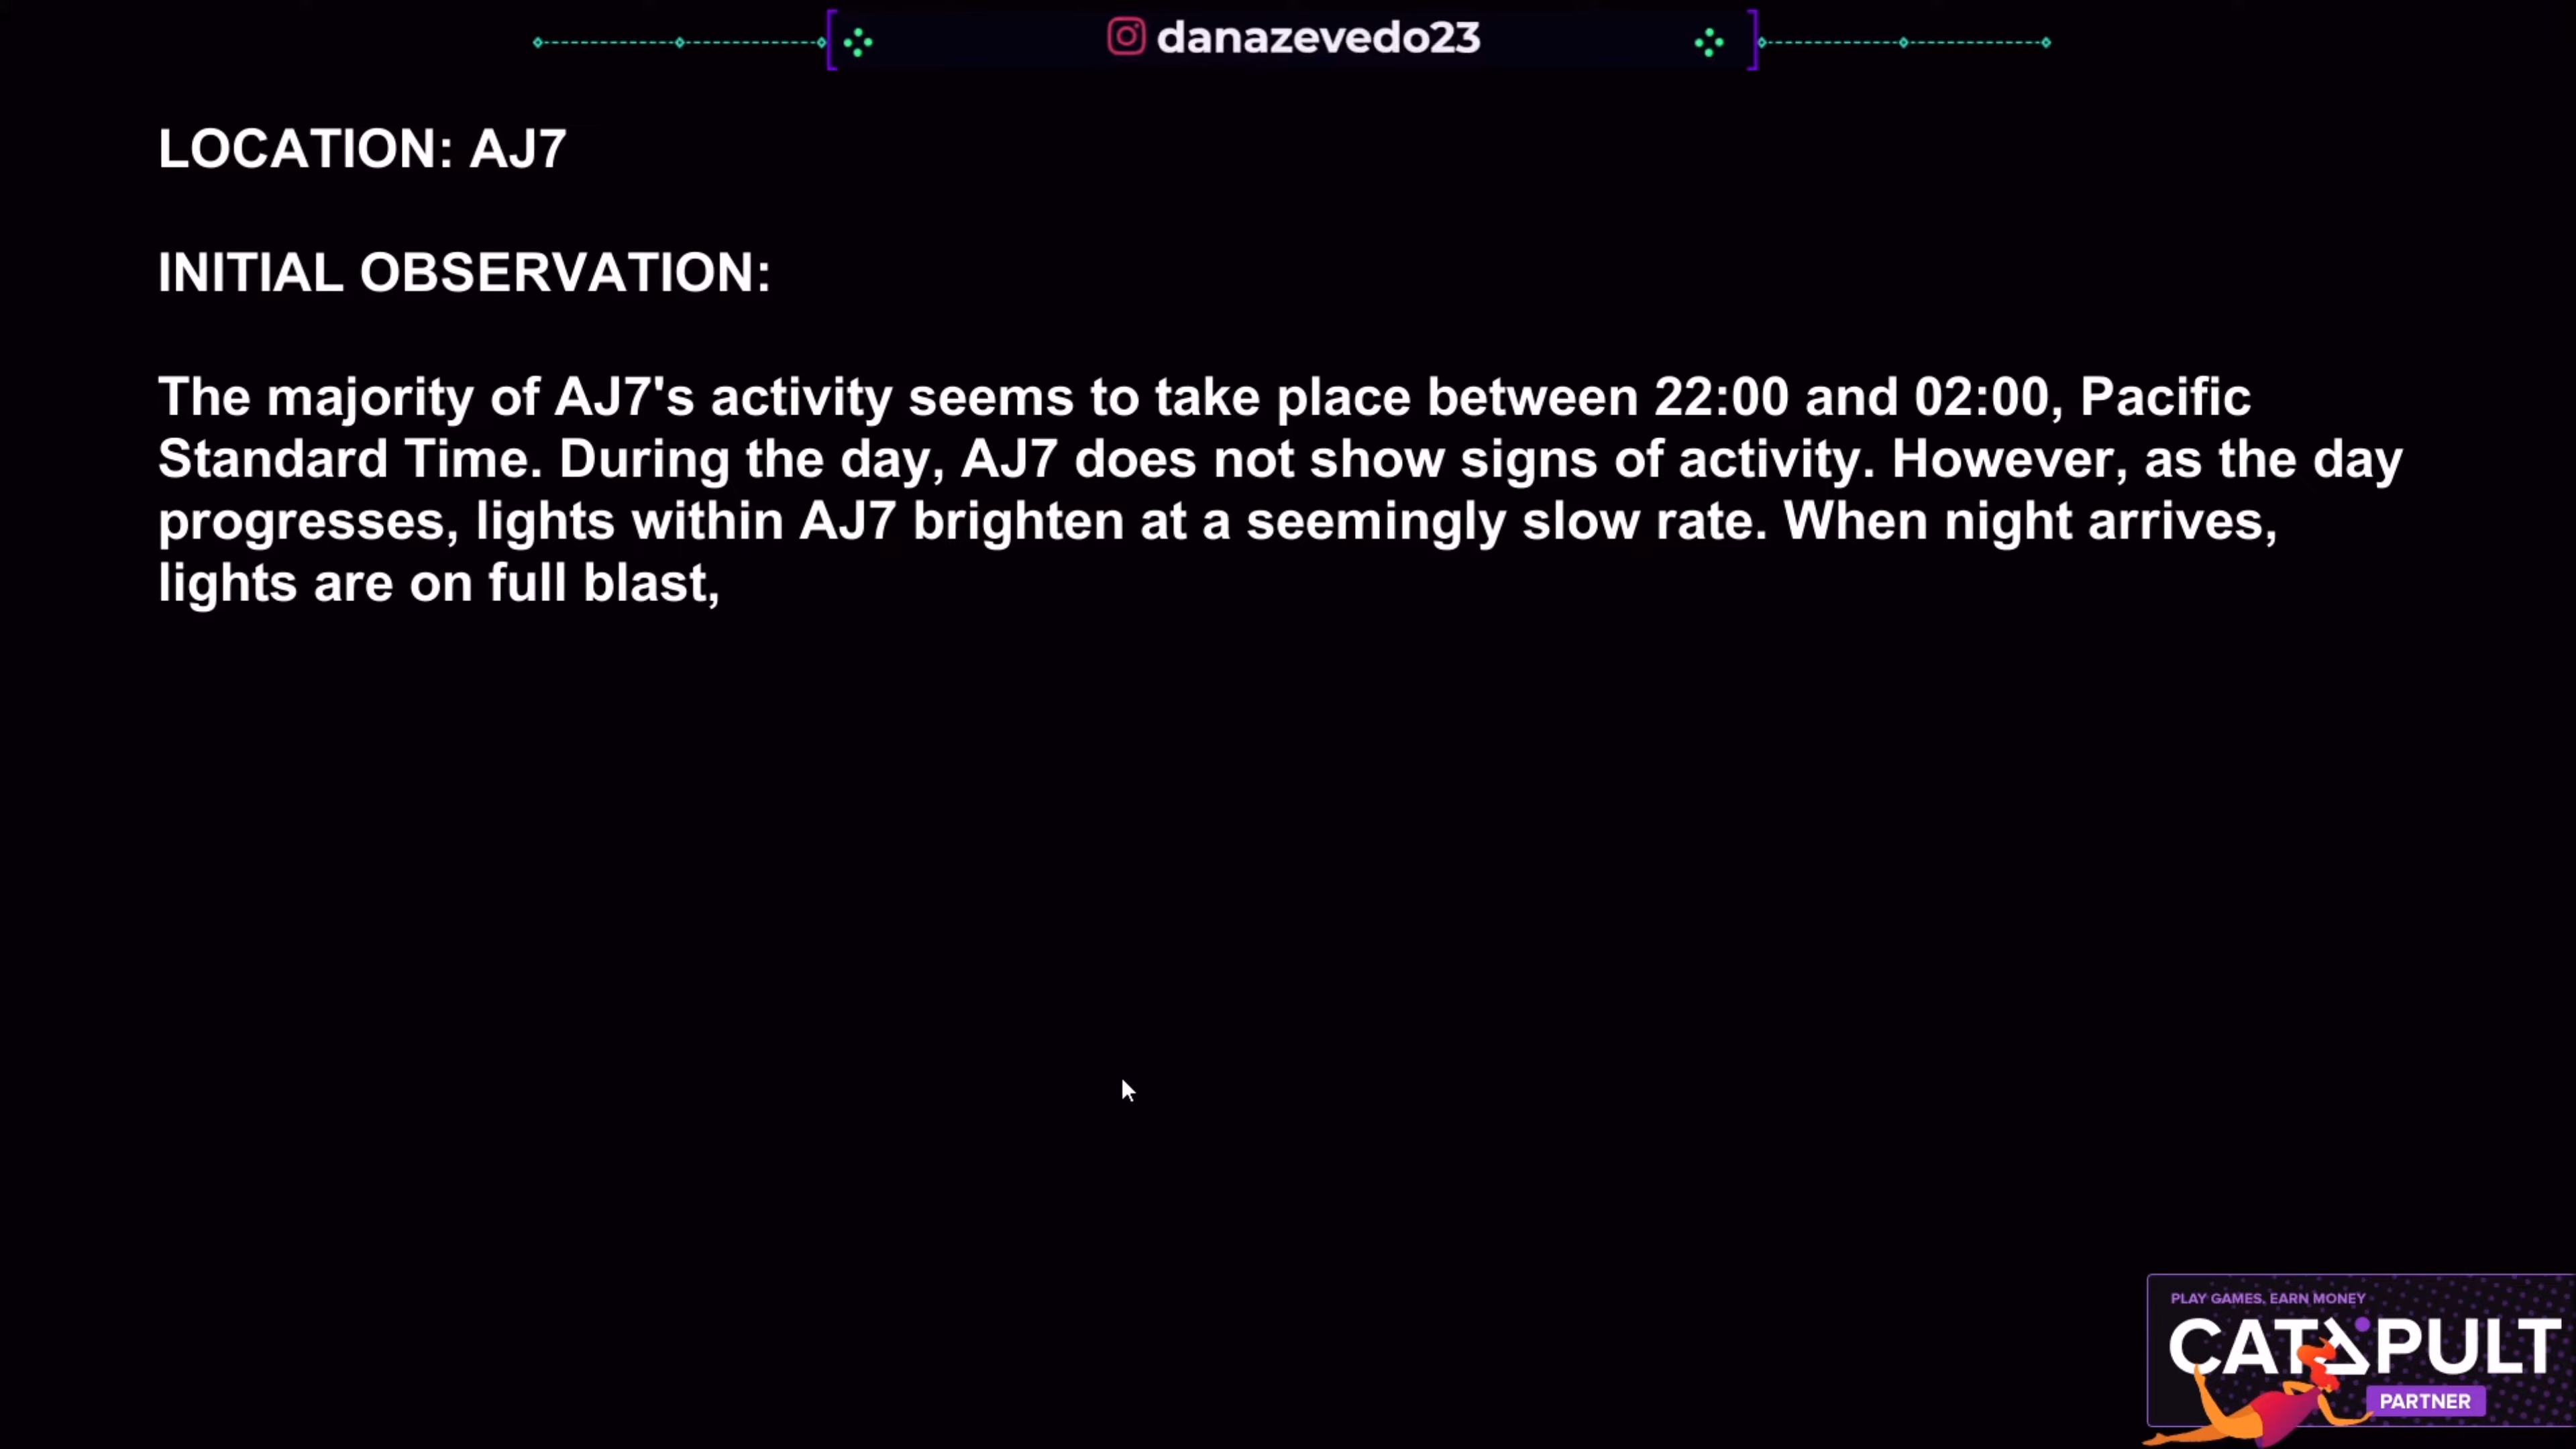 danazevedo23
LOCATION: AJ7
INITIAL OBSERVATION:
The majority of AJ7's activity seems to take place between 22:00 and 02:00, Pacific
Standard Time. During the day, AJ7 does not show signs of activity. However, as the day
progresses, lights within AJ7 brighten at a seemingly slow rate. When night arrives,
lights are on full blast,
PLAY GAMES, EARN MONEY
CATAPULT
PARTNER